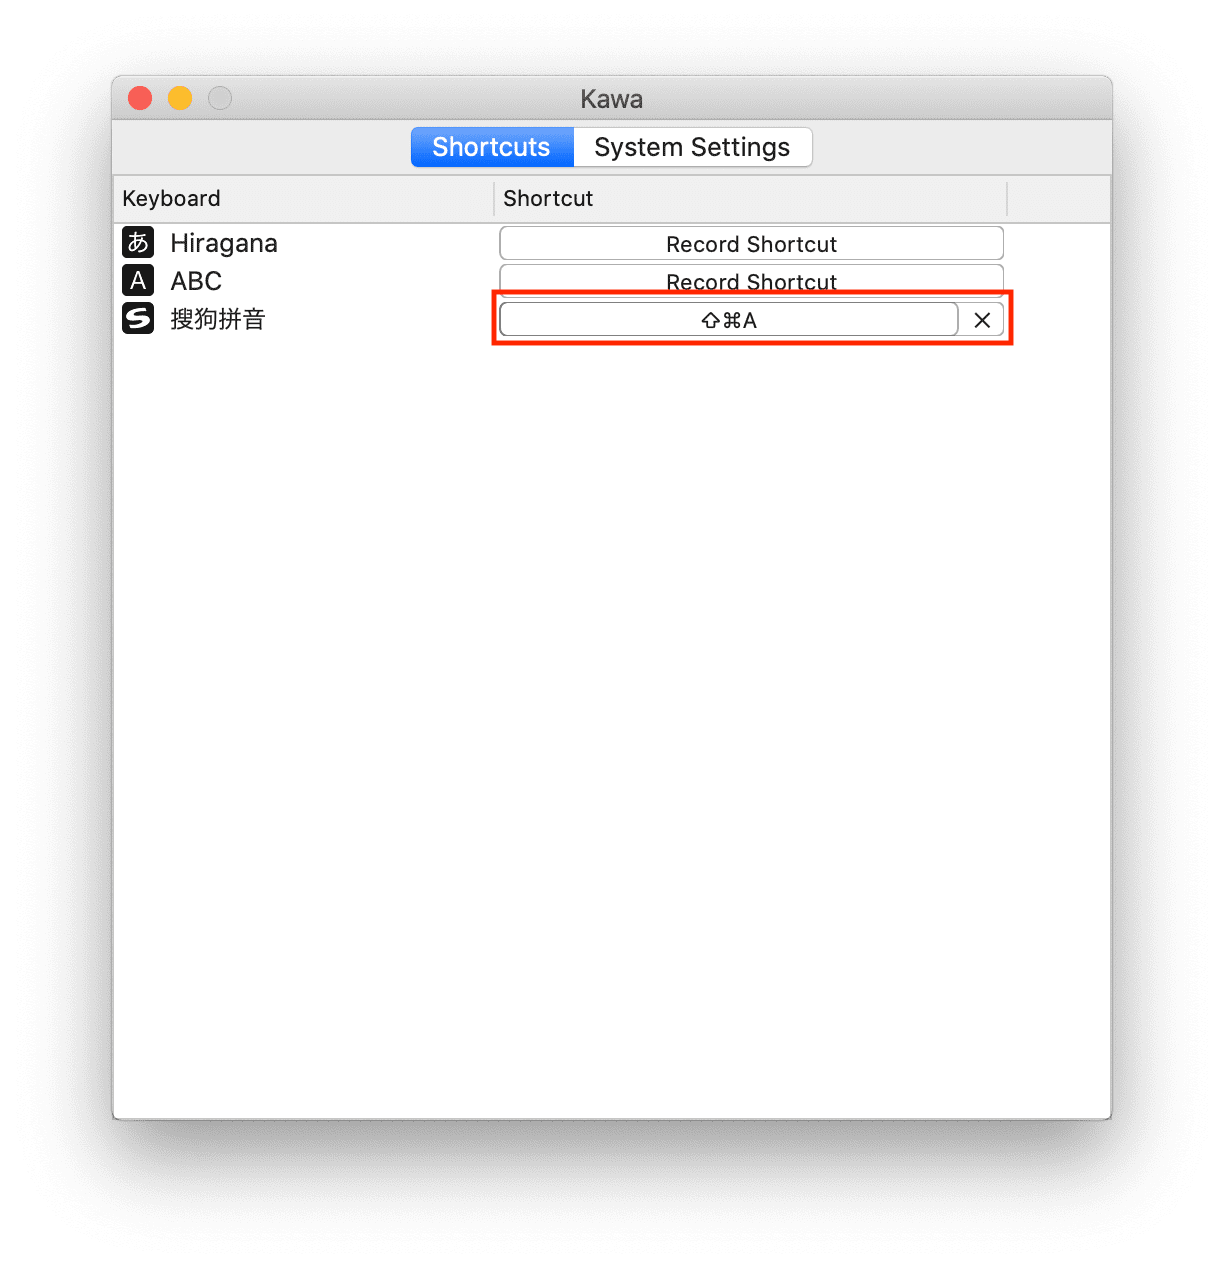 Kawa
Shortcuts System Settings
Keyboard Shortcut
あ Hiragana Record Shortcut
A ABC Record Shortcut
S 搜狗拼音 ⇧⌘A ✕